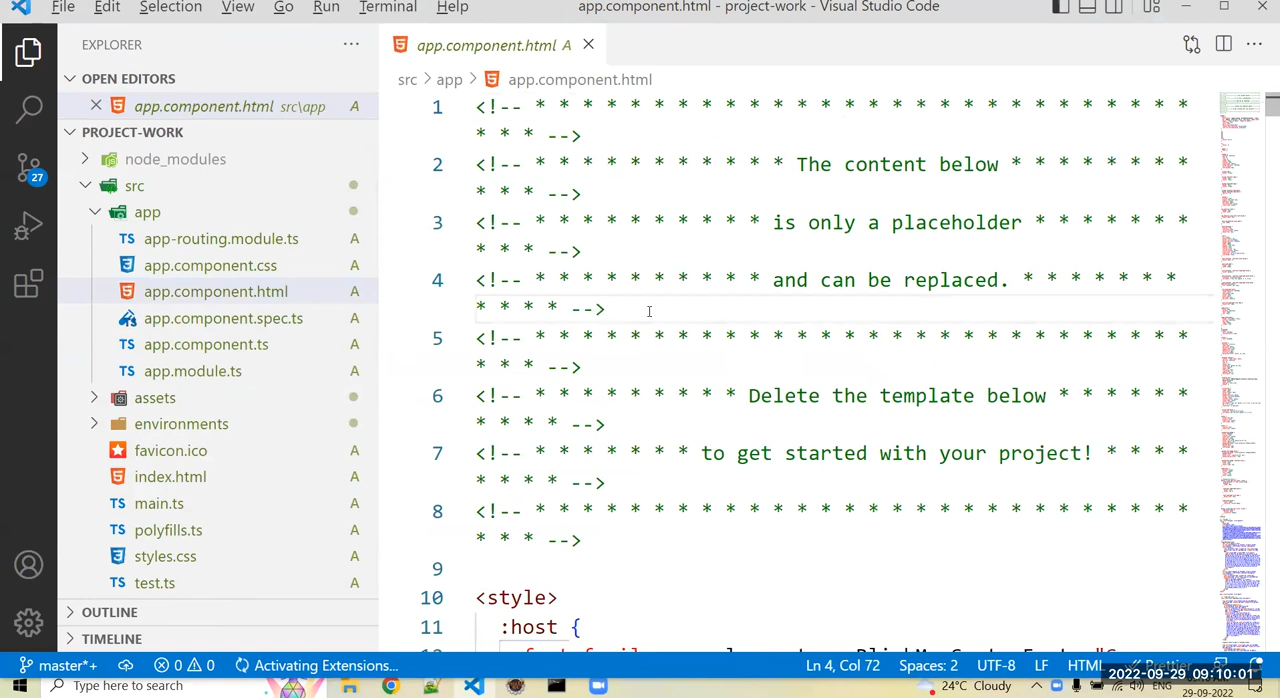 File Edit Selection View Go Run Terminal Help app.component.html - project-work - Visual Studio Code
EXPLORER
OPEN EDITORS
app.component.html src\app A
PROJECT-WORK
node_modules
src
app
TS app-routing.module.ts A
app.component.css A
app.component.html A
app.component.spec.ts A
TS app.component.ts A
TS app.module.ts A
assets
environments
favicon.ico A
index.html A
TS main.ts A
TS polyfills.ts A
styles.css A
TS test.ts A
OUTLINE
TIMELINE
27
app.component.html A
src > app > app.component.html
1 <!-- * * * * * * * * * * * * * * * * * * * * * * * * * * * *
* * * -->
2 <!-- * * * * * * * * * * * The content below * * * * * * * *
* * * -->
3 <!-- * * * * * * * * * * is only a placeholder * * * * * * *
* * * -->
4 <!-- * * * * * * * * * * and can be replaced. * * * * * * *
* * * * -->
5 <!-- * * * * * * * * * * * * * * * * * * * * * * * * * * * *
* * * -->
6 <!-- * * * * * * * * * Delete the template below * * * * * *
* * * * -->
7 <!-- * * * * * * * to get started with your project! * * * *
* * * * -->
8 <!-- * * * * * * * * * * * * * * * * * * * * * * * * * * * *
* * * -->
9
10 <style>
11 :host {
master*+ 0 0 Activating Extensions... Ln 4, Col 72 Spaces: 2 UTF-8 LF HTML Prettier
2022-09-29 09:10:01
Type here to search 24°C Cloudy ENG
29-09-2022